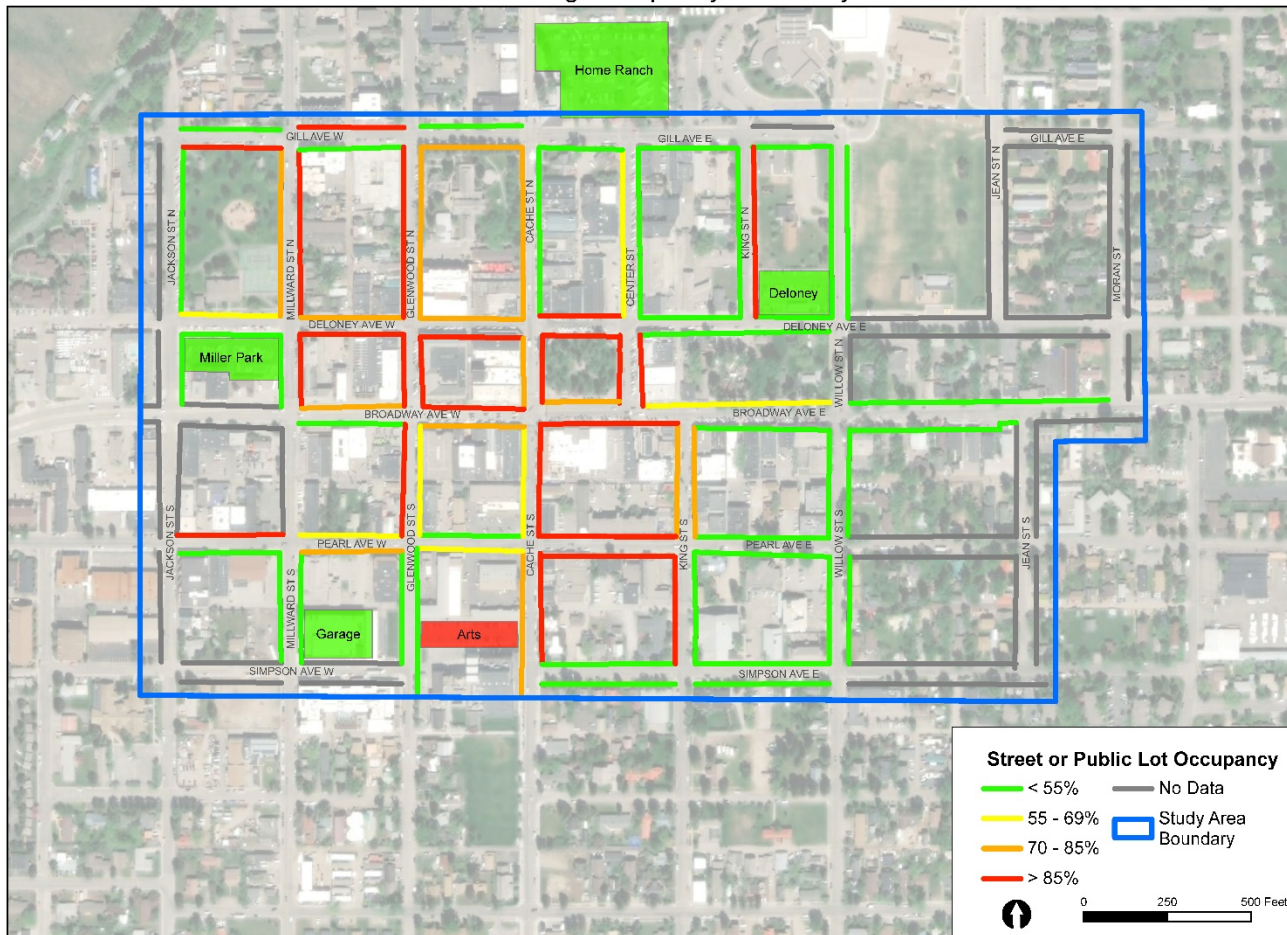 Home Ranch
GILL AVE W
GILL AVE E
GILL AVE E
JACKSON ST N
MILLWARD ST N
GLENWOOD ST N
CACHE ST N
CENTER ST
KING ST N
JEAN ST N
MORAN ST
Deloney
DELONEY AVE W
DELONEY AVE E
Miller Park
WILLOW ST N
BROADWAY AVE W
BROADWAY AVE E
PEARL AVE W
PEARL AVE E
JACKSON ST S
MILLWARD ST S
GLENWOOD ST S
CACHE ST S
KING ST S
WILLOW ST S
JEAN ST S
Garage
Arts
SIMPSON AVE W
SIMPSON AVE E
Street or Public Lot Occupancy
< 55%
No Data
55 - 69%
Study Area
Boundary
70 - 85%
> 85%
0 250 500 Feet